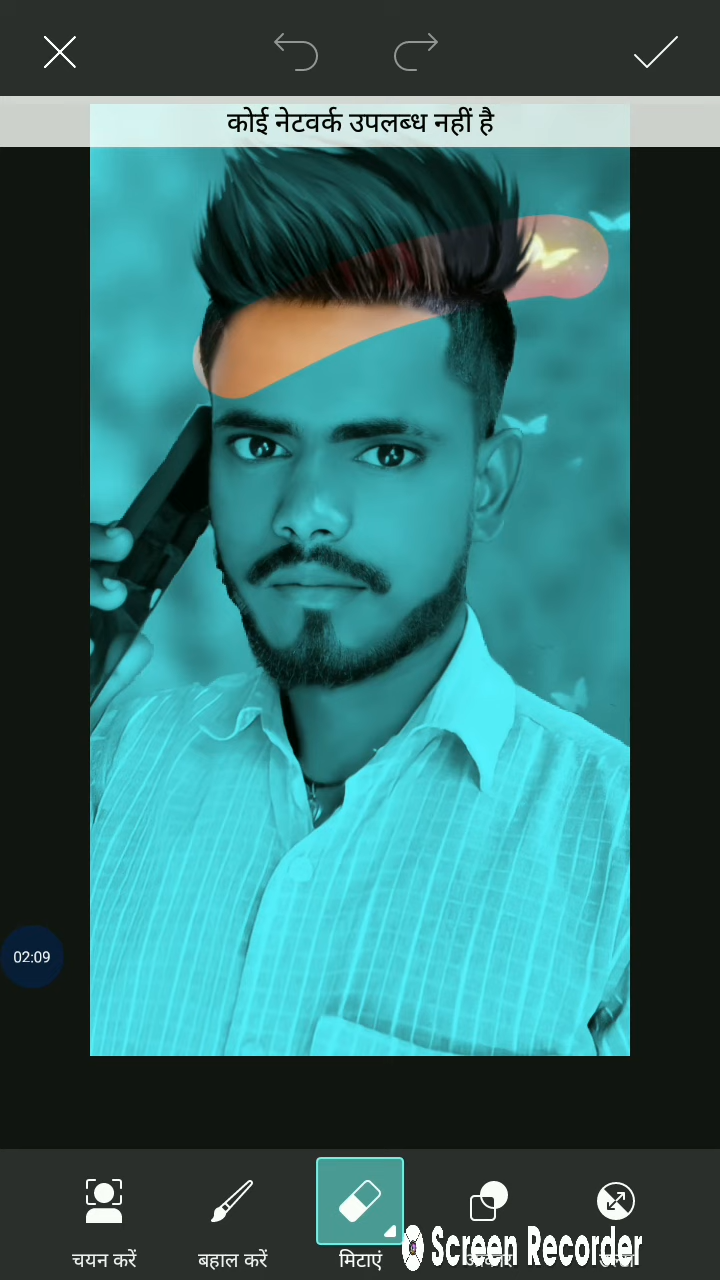 कोई नेटवर्क उपलब्ध नहीं है
02:09
Screen Recorder
चयन करें
बहाल करें
मिटाएं